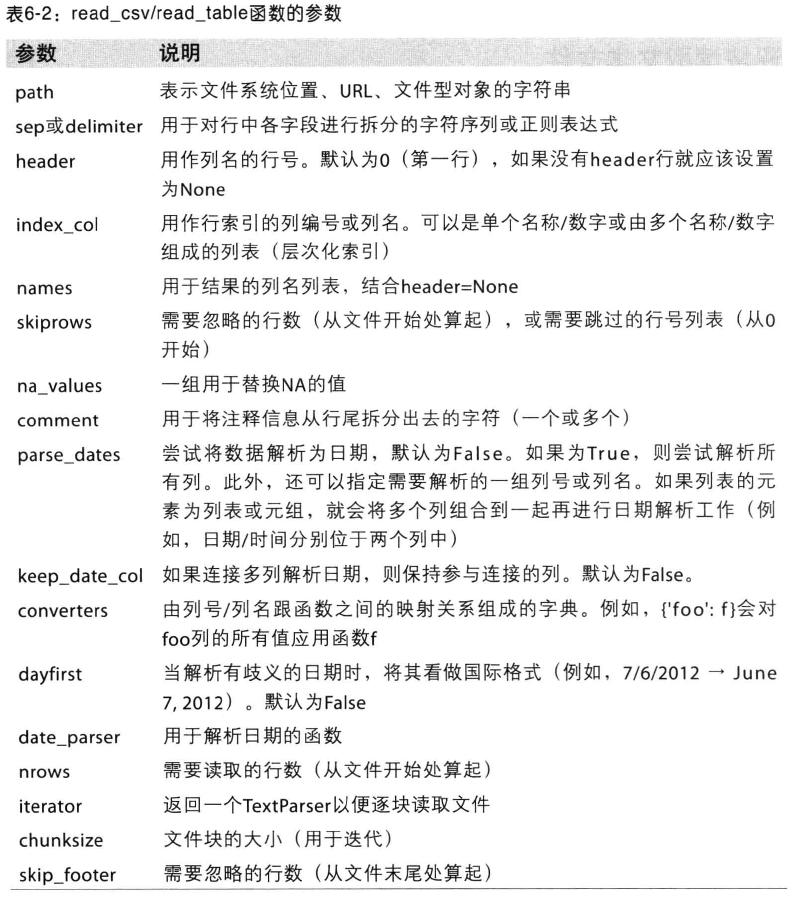 表6-2：read_csv/read_table函数的参数
参数 说明
path 表示文件系统位置、URL、文件型对象的字符串
sep或delimiter 用于对行中各字段进行拆分的字符序列或正则表达式
header 用作列名的行号。默认为0（第一行），如果没有header行就应该设置
为None
index_col 用作行索引的列编号或列名。可以是单个名称/数字或由多个名称/数字
组成的列表（层次化索引）
names 用于结果的列名列表，结合header=None
skiprows 需要忽略的行数（从文件开始处算起），或需要跳过的行号列表（从0
开始）
na_values 一组用于替换NA的值
comment 用于将注释信息从行尾拆分出去的字符（一个或多个）
parse_dates 尝试将数据解析为日期，默认为False。如果为True，则尝试解析所
有列。此外，还可以指定需要解析的一组列号或列名。如果列表的元
素为列表或元组，就会将多个列组合到一起再进行日期解析工作（例
如，日期/时间分别位于两个列中）
keep_date_col 如果连接多列解析日期，则保持参与连接的列。默认为False。
converters 由列号/列名跟函数之间的映射关系组成的字典。例如，{'foo': f}会对
foo列的所有值应用函数f
dayfirst 当解析有歧义的日期时，将其看做国际格式（例如，7/6/2012 → June
7, 2012）。默认为False
date_parser 用于解析日期的函数
nrows 需要读取的行数（从文件开始处算起）
iterator 返回一个TextParser以便逐块读取文件
chunksize 文件块的大小（用于迭代）
skip_footer 需要忽略的行数（从文件末尾处算起）